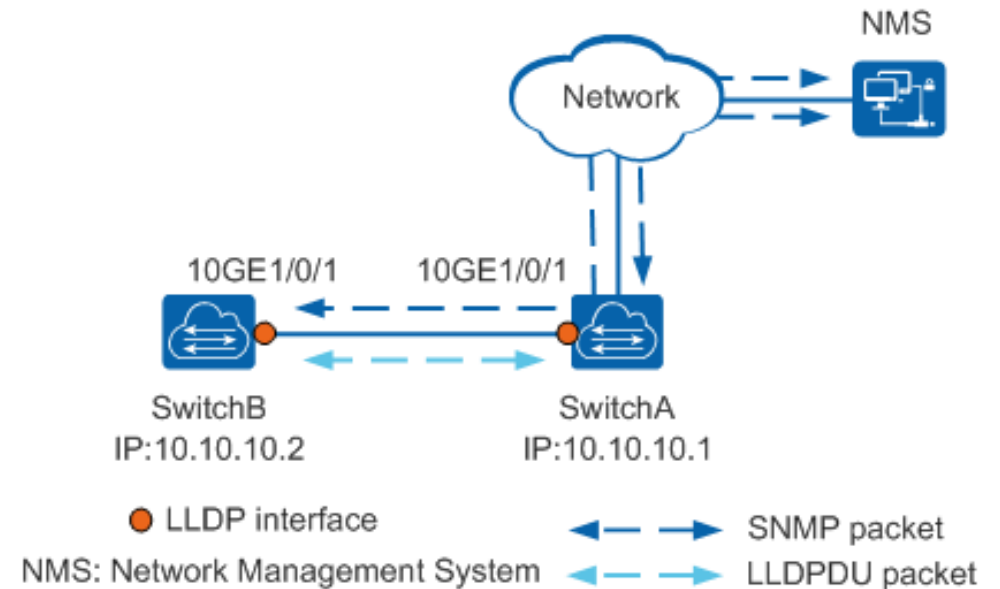 NMS
Network
10GE1/0/1
10GE1/0/1
SwitchB
IP:10.10.10.2
SwitchA
IP:10.10.10.1
LLDP interface
SNMP packet
NMS: Network Management System
LLDPDU packet